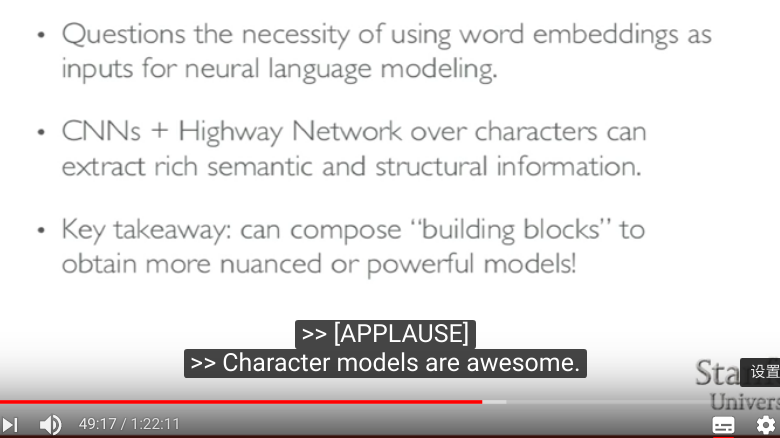 • Questions the necessity of using word embeddings as
inputs for neural language modeling.
• CNNs + Highway Network over characters can
extract rich semantic and structural information.
• Key takeaway: can compose “building blocks” to
obtain more nuanced or powerful models!
>> [APPLAUSE]
>> Character models are awesome.
设置
49:17 / 1:22:11